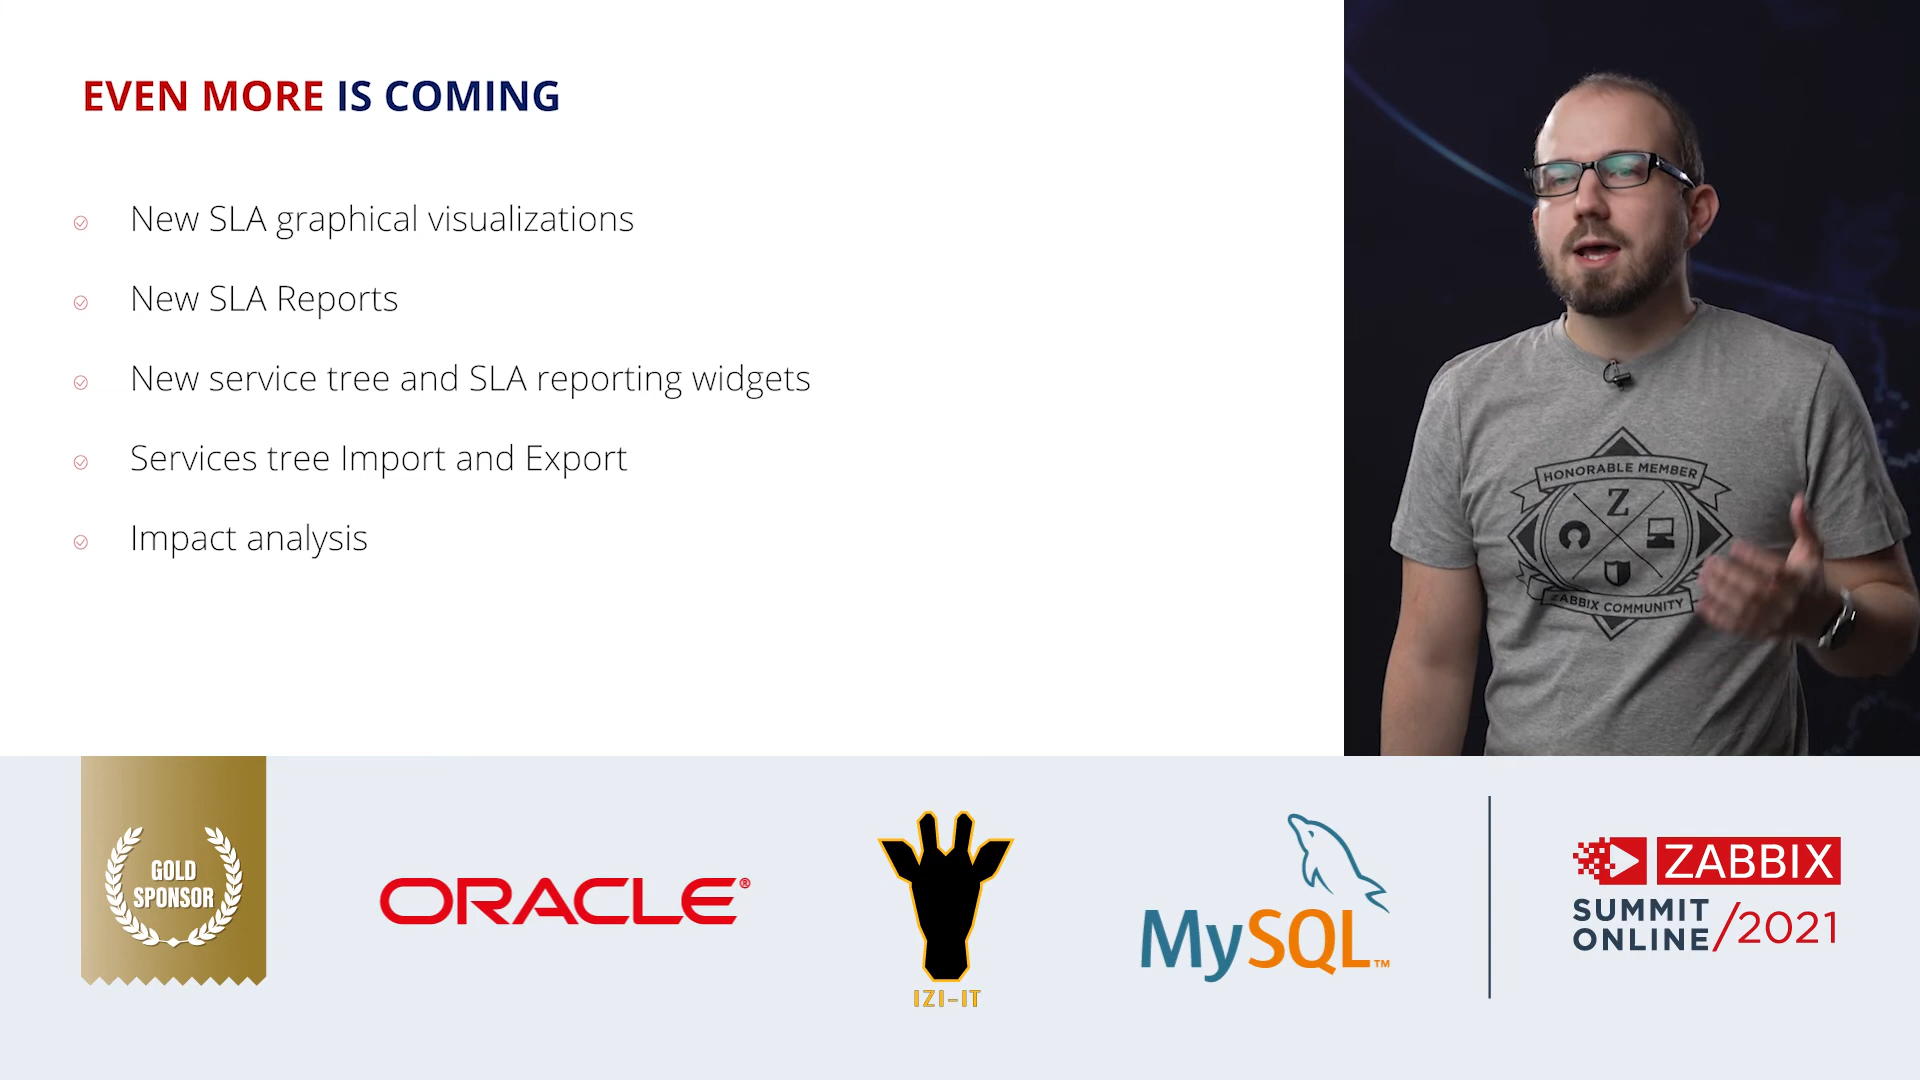 EVEN MORE IS COMING
New SLA graphical visualizations
New SLA Reports
New service tree and SLA reporting widgets
Services tree Import and Export
Impact analysis
HONORABLE MEMBER
Z
ZABBIX COMMUNITY
GOLD
SPONSOR
ORACLE®
IZI-IT
MySQL™
ZABBIX
SUMMIT
ONLINE/2021